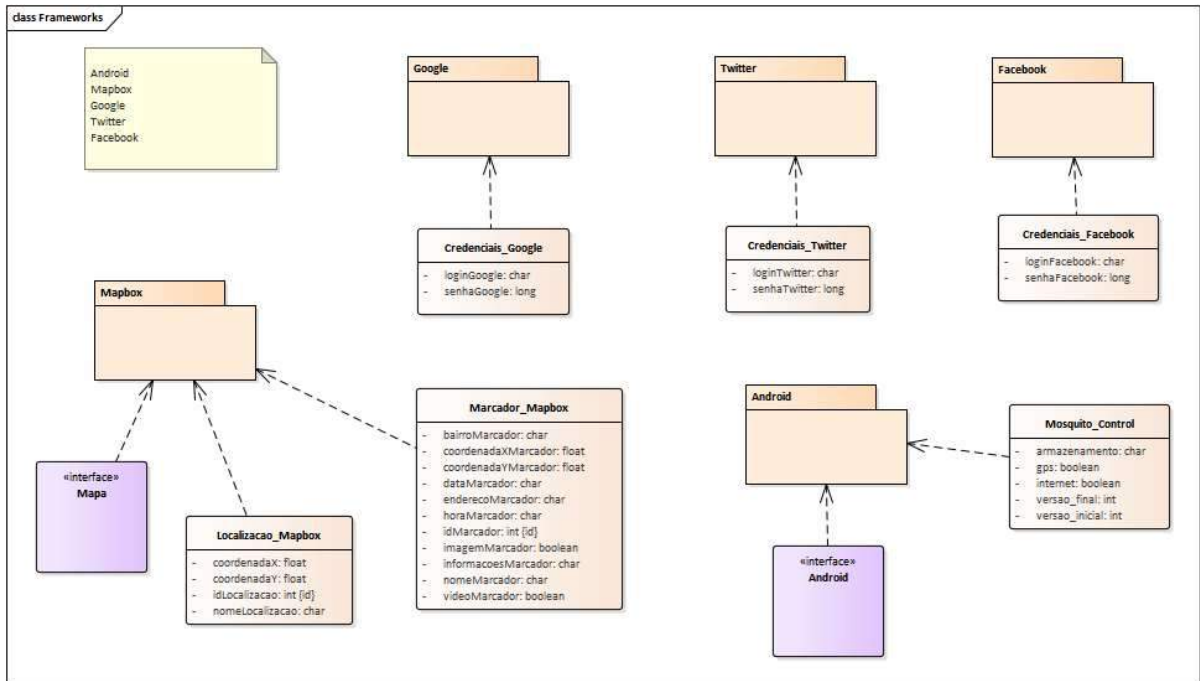 class Frameworks
Android
Mapbox
Google
Twitter
Facebook
Google
Twitter
Facebook
Credenciais_Google
- loginGoogle: char
- senhaGoogle: long
Credenciais_Twitter
- loginTwitter: char
- senhaTwitter: long
Credenciais_Facebook
- loginFacebook: char
- senhaFacebook: long
Mapbox
«interface»
Mapa
Localizacao_Mapbox
- coordenadaX: float
- coordenadaY: float
- idLocalizacao: int {id}
- nomeLocalizacao: char
Marcador_Mapbox
- bairroMarcador: char
- coordenadaXMarcador: float
- coordenadaYMarcador: float
- dataMarcador: char
- enderecoMarcador: char
- horaMarcador: char
- idMarcador: int {id}
- imagemMarcador: boolean
- informacoesMarcador: char
- nomeMarcador: char
- videoMarcador: boolean
Android
«interface»
Android
Mosquito_Control
- armazenamento: char
- gps: boolean
- internet: boolean
- versao_final: int
- versao_inicial: int